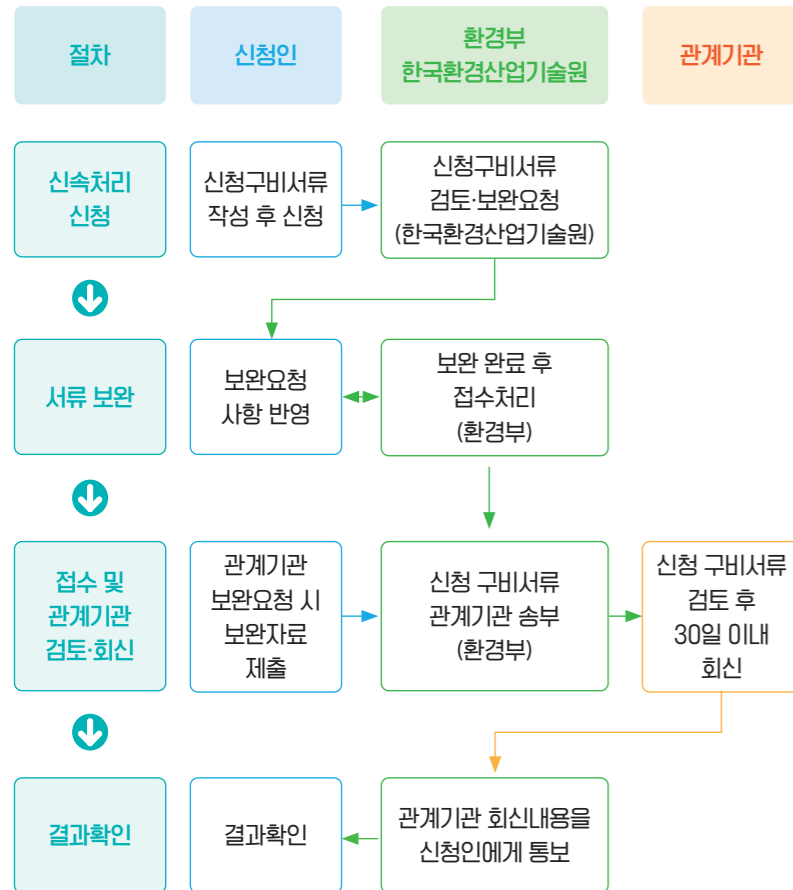 절차
신청인
환경부
한국환경산업기술원
관계기관
신속처리
신청
신청구비서류
작성 후 신청
신청구비서류
검토·보완요청
(한국환경산업기술원)
서류 보완
보완요청
사항 반영
보완 완료 후
접수처리
(환경부)
접수 및
관계기관
검토·회신
관계기관
보완요청 시
보완자료
제출
신청 구비서류
관계기관 송부
(환경부)
신청 구비서류
검토 후
30일 이내
회신
결과확인
결과확인
관계기관 회신내용을
신청인에게 통보